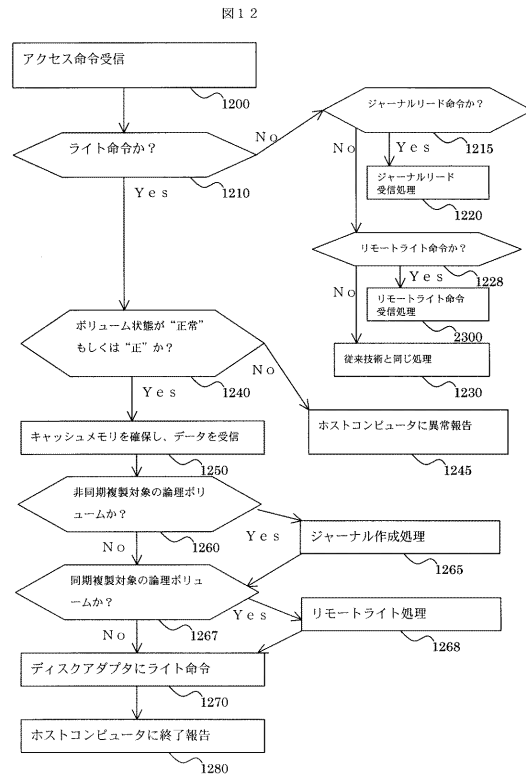 図１２
アクセス命令受信
1200
ライト命令か？
1210
Ｎｏ
Ｙｅｓ
ジャーナルリード命令か？
1215
Ｎｏ
Ｙｅｓ
ジャーナルリード
受信処理
1220
リモートライト命令か？
1228
Ｎｏ
Ｙｅｓ
リモートライト命令
受信処理
2300
従来技術と同じ処理
1230
ボリューム状態が“正常”
もしくは“正”か？
1240
Ｎｏ
Ｙｅｓ
ホストコンピュータに異常報告
1245
キャッシュメモリを確保し、データを受信
1250
非同期複製対象の論理ボリ
ュームか？
1260
Ｙｅｓ
Ｎｏ
ジャーナル作成処理
1265
同期複製対象の論理ボリュ
ームか？
1267
Ｙｅｓ
Ｎｏ
リモートライト処理
1268
ディスクアダプタにライト命令
1270
ホストコンピュータに終了報告
1280